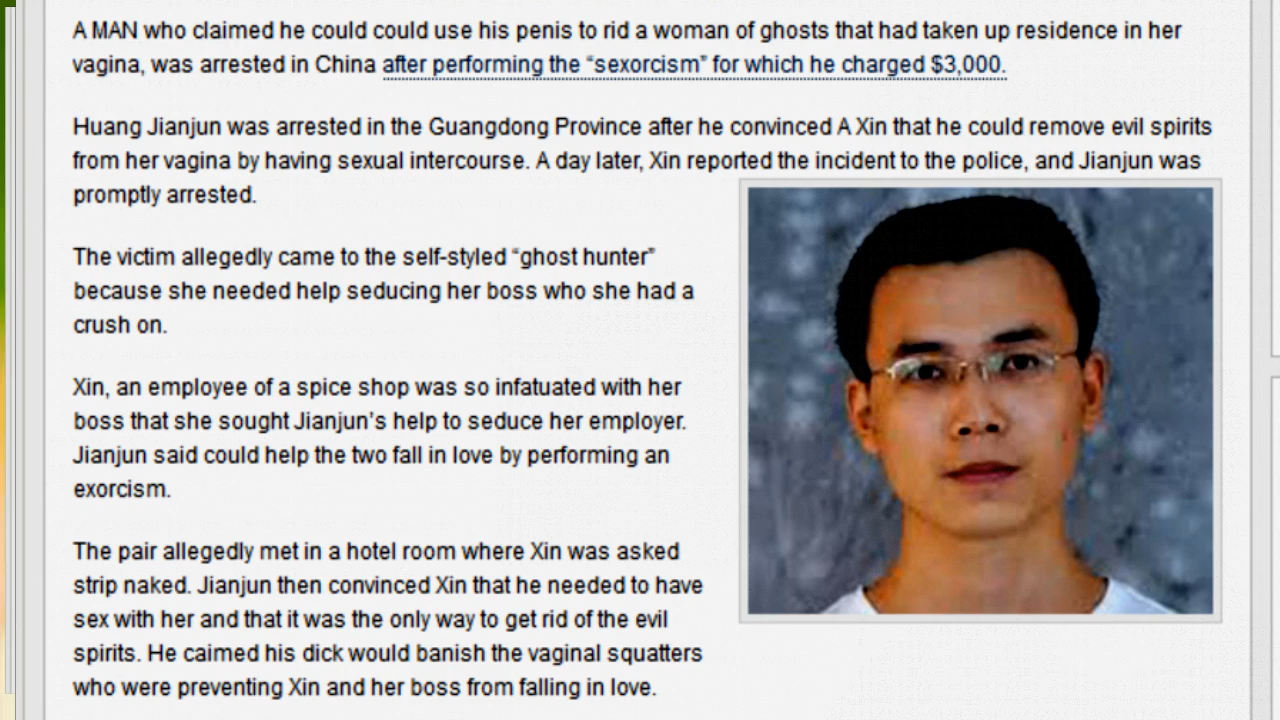 A MAN who claimed he could could use his penis to rid a woman of ghosts that had taken up residence in her
vagina, was arrested in China after performing the “sexorcism” for which he charged $3,000.
Huang Jianjun was arrested in the Guangdong Province after he convinced A Xin that he could remove evil spirits
from her vagina by having sexual intercourse. A day later, Xin reported the incident to the police, and Jianjun was
promptly arrested.
The victim allegedly came to the self-styled “ghost hunter”
because she needed help seducing her boss who she had a
crush on.
Xin, an employee of a spice shop was so infatuated with her
boss that she sought Jianjun's help to seduce her employer.
Jianjun said could help the two fall in love by performing an
exorcism.
The pair allegedly met in a hotel room where Xin was asked
strip naked. Jianjun then convinced Xin that he needed to have
sex with her and that it was the only way to get rid of the evil
spirits. He caimed his dick would banish the vaginal squatters
who were preventing Xin and her boss from falling in love.